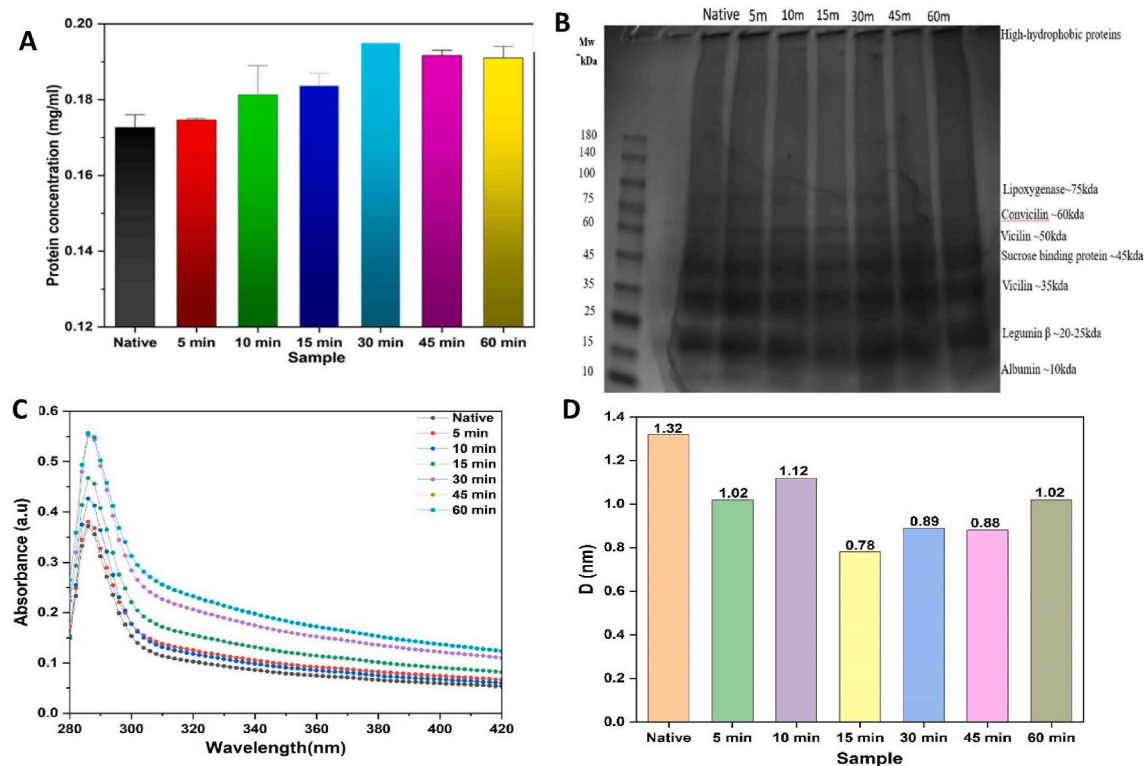 A
Protein concentration (mg/ml)
0.20
0.18
0.16
0.14
0.12
Native 5 min 10 min 15 min 30 min 45 min 60 min
Sample
B
Native 5m 10m 15m 30m 45m 60m
Mw
~kDa
180
140
100
75
60
45
35
25
15
10
High-hydrophobic proteins
Lipoxygenase~75kda
Convicilin ~60kda
Vicilin ~50kda
Sucrose binding protein ~45kda
Vicilin ~35kda
Legumin β ~20-25kda
Albumin ~10kda
C
Absorbance (a.u)
0.6
0.5
0.4
0.3
0.2
0.1
0.0
280 300 320 340 360 380 400 420
Wavelength(nm)
Native
5 min
10 min
15 min
30 min
45 min
60 min
D
D (nm)
1.4
1.2
1.0
0.8
0.6
0.4
0.2
0.0
1.32
1.02
1.12
0.78
0.89
0.88
1.02
Native 5 min 10 min 15 min 30 min 45 min 60 min
Sample